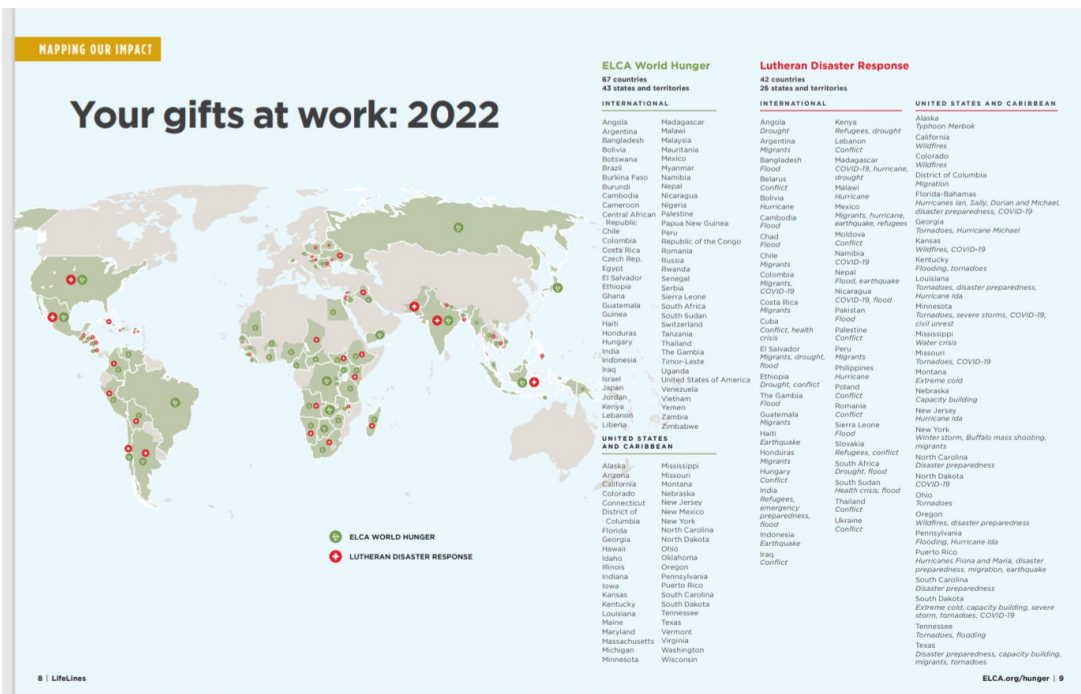 MAPPING OUR IMPACT
Your gifts at work: 2022
ELCA WORLD HUNGER
LUTHERAN DISASTER RESPONSE
8 | LifeLines
ELCA World Hunger
67 countries
43 states and territories
INTERNATIONAL
Angola
Argentina
Bangladesh
Bolivia
Botswana
Brazil
Burkina Faso
Burundi
Cambodia
Cameroon
Central African
Republic
Chile
Colombia
Costa Rica
Czech Rep.
Egypt
El Salvador
Ethiopia
Ghana
Guatemala
Guinea
Haiti
Honduras
Hungary
India
Indonesia
Iraq
Israel
Japan
Jordan
Kenya
Lebanon
Liberia
Madagascar
Malawi
Malaysia
Mauritania
Mexico
Myanmar
Namibia
Nepal
Nicaragua
Nigeria
Palestine
Papua New Guinea
Peru
Republic of the Congo
Romania
Russia
Rwanda
Senegal
Serbia
Sierra Leone
South Africa
South Sudan
Switzerland
Tanzania
Thailand
The Gambia
Timor-Leste
Uganda
United States of America
Venezuela
Vietnam
Yemen
Zambia
Zimbabwe
UNITED STATES
AND CARIBBEAN
Alaska
Arizona
California
Colorado
Connecticut
District of
Columbia
Florida
Georgia
Hawaii
Idaho
Illinois
Indiana
Iowa
Kansas
Kentucky
Louisiana
Maine
Maryland
Massachusetts
Michigan
Minnesota
Mississippi
Missouri
Montana
Nebraska
New Jersey
New Mexico
New York
North Carolina
North Dakota
Ohio
Oklahoma
Oregon
Pennsylvania
Puerto Rico
South Carolina
South Dakota
Tennessee
Texas
Vermont
Virginia
Washington
Wisconsin
Lutheran Disaster Response
42 countries
26 states and territories
INTERNATIONAL
Angola
Drought
Argentina
Migrants
Bangladesh
Flood
Belarus
Conflict
Bolivia
Hurricane
Cambodia
Flood
Chad
Flood
Chile
Migrants
Colombia
Migrants,
COVID-19
Costa Rica
Migrants
Cuba
Conflict, health
crisis
El Salvador
Migrants, drought,
flood
Ethiopia
Drought, conflict
The Gambia
Flood
Guatemala
Migrants
Haiti
Earthquake
Honduras
Migrants
Hungary
Conflict
India
Refugees,
emergency
preparedness,
flood
Indonesia
Earthquake
Iraq
Conflict
Kenya
Refugees, drought
Lebanon
Conflict
Madagascar
COVID-19, hurricane,
drought
Malawi
Hurricane
Mexico
Migrants, hurricane,
earthquake, refugees
Moldova
Conflict
Namibia
COVID-19
Nepal
Flood, earthquake
Nicaragua
COVID-19, flood
Pakistan
Flood
Palestine
Conflict
Peru
Migrants
Philippines
Hurricane
Poland
Conflict
Romania
Conflict
Sierra Leone
Flood
Slovakia
Refugees, conflict
South Africa
Drought, flood
South Sudan
Health crisis, flood
Thailand
Conflict
Ukraine
Conflict
UNITED STATES AND CARIBBEAN
Alaska
Typhoon Merbok
California
Wildfires
Colorado
Wildfires
District of Columbia
Migration
Florida-Bahamas
Hurricanes Ian, Sally, Dorian and Michael,
disaster preparedness, COVID-19
Georgia
Tornadoes, Hurricane Michael
Kansas
Wildfires, COVID-19
Kentucky
Flooding, tornadoes
Louisiana
Tornadoes, disaster preparedness,
Hurricane Ida
Minnesota
Tornadoes, severe storms, COVID-19,
civil unrest
Mississippi
Water crisis
Missouri
Tornadoes, COVID-19
Montana
Extreme cold
Nebraska
Capacity building
New Jersey
Hurricane Ida
New York
Winter storm, Buffalo mass shooting,
migrants
North Carolina
Disaster preparedness
North Dakota
COVID-19
Ohio
Tornadoes
Oregon
Wildfires, disaster preparedness
Pennsylvania
Flooding, Hurricane Ida
Puerto Rico
Hurricanes Fiona and Maria, disaster
preparedness, migration, earthquake
South Carolina
Disaster preparedness
South Dakota
Extreme cold, capacity building, severe
storm, tornadoes, COVID-19
Tennessee
Tornadoes, flooding
Texas
Disaster preparedness, capacity building,
migrants, tornadoes
ELCA.org/hunger | 9